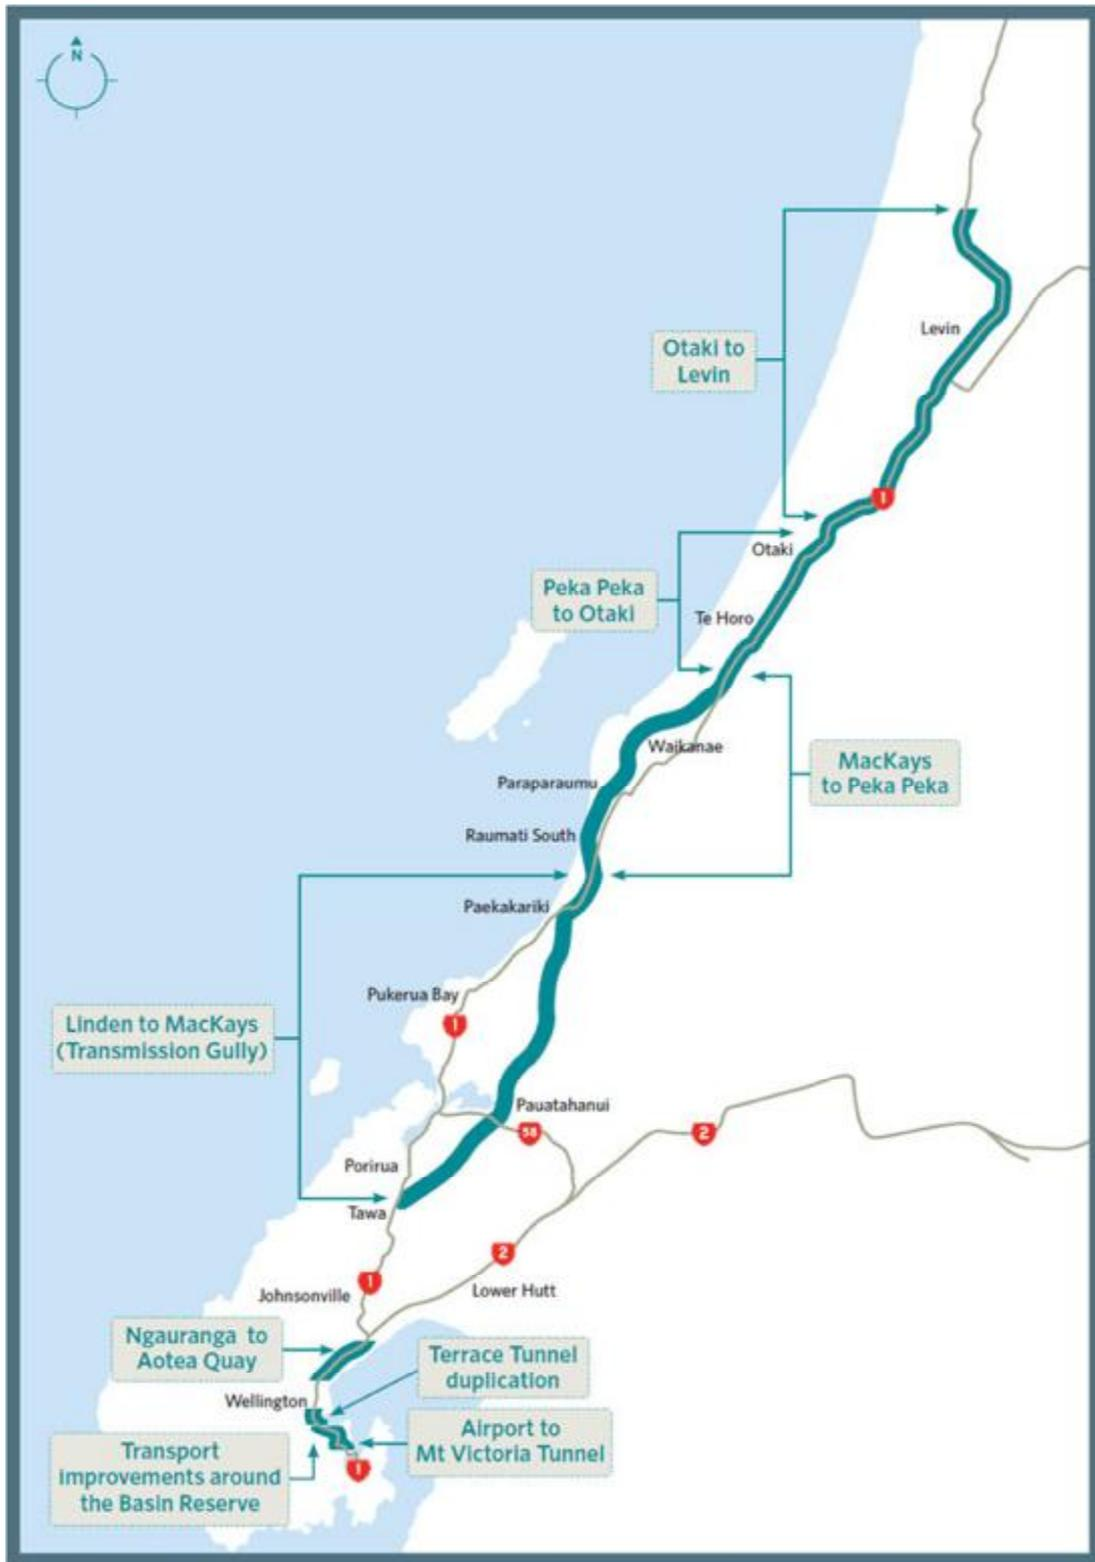 N
Levin
Otaki to
Levin
1
Otaki
Peka Peka
to Otaki
Te Horo
Waikanae
MacKays
to Peka Peka
Paraparaumu
Raumati South
Paekakariki
Pukerua Bay
1
Linden to MacKays
(Transmission Gully)
Pauatahanui
58
2
Porirua
Tawa
2
1
Johnsonville
Lower Hutt
Ngauranga to
Aotea Quay
Terrace Tunnel
duplication
Wellington
Airport to
Mt Victoria Tunnel
Transport
improvements around
the Basin Reserve
1